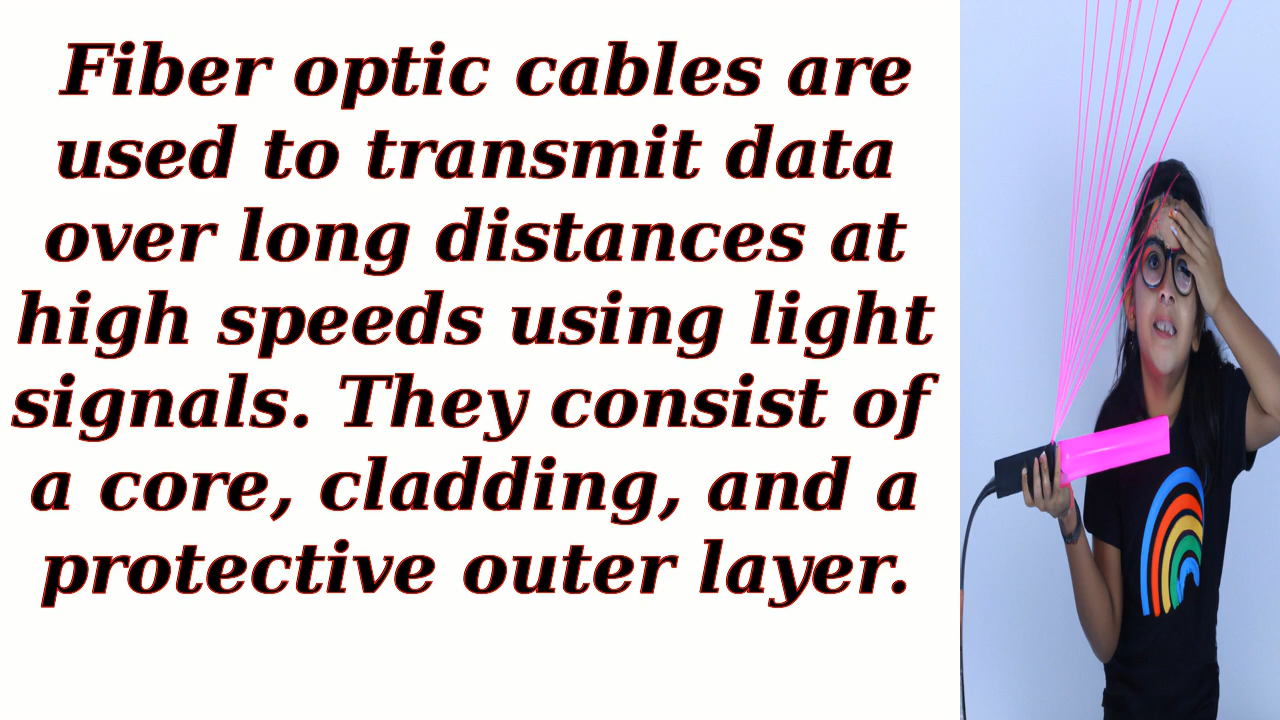 Fiber optic cables are
used to transmit data
over long distances at
high speeds using light
signals. They consist of
a core, cladding, and a
protective outer layer.